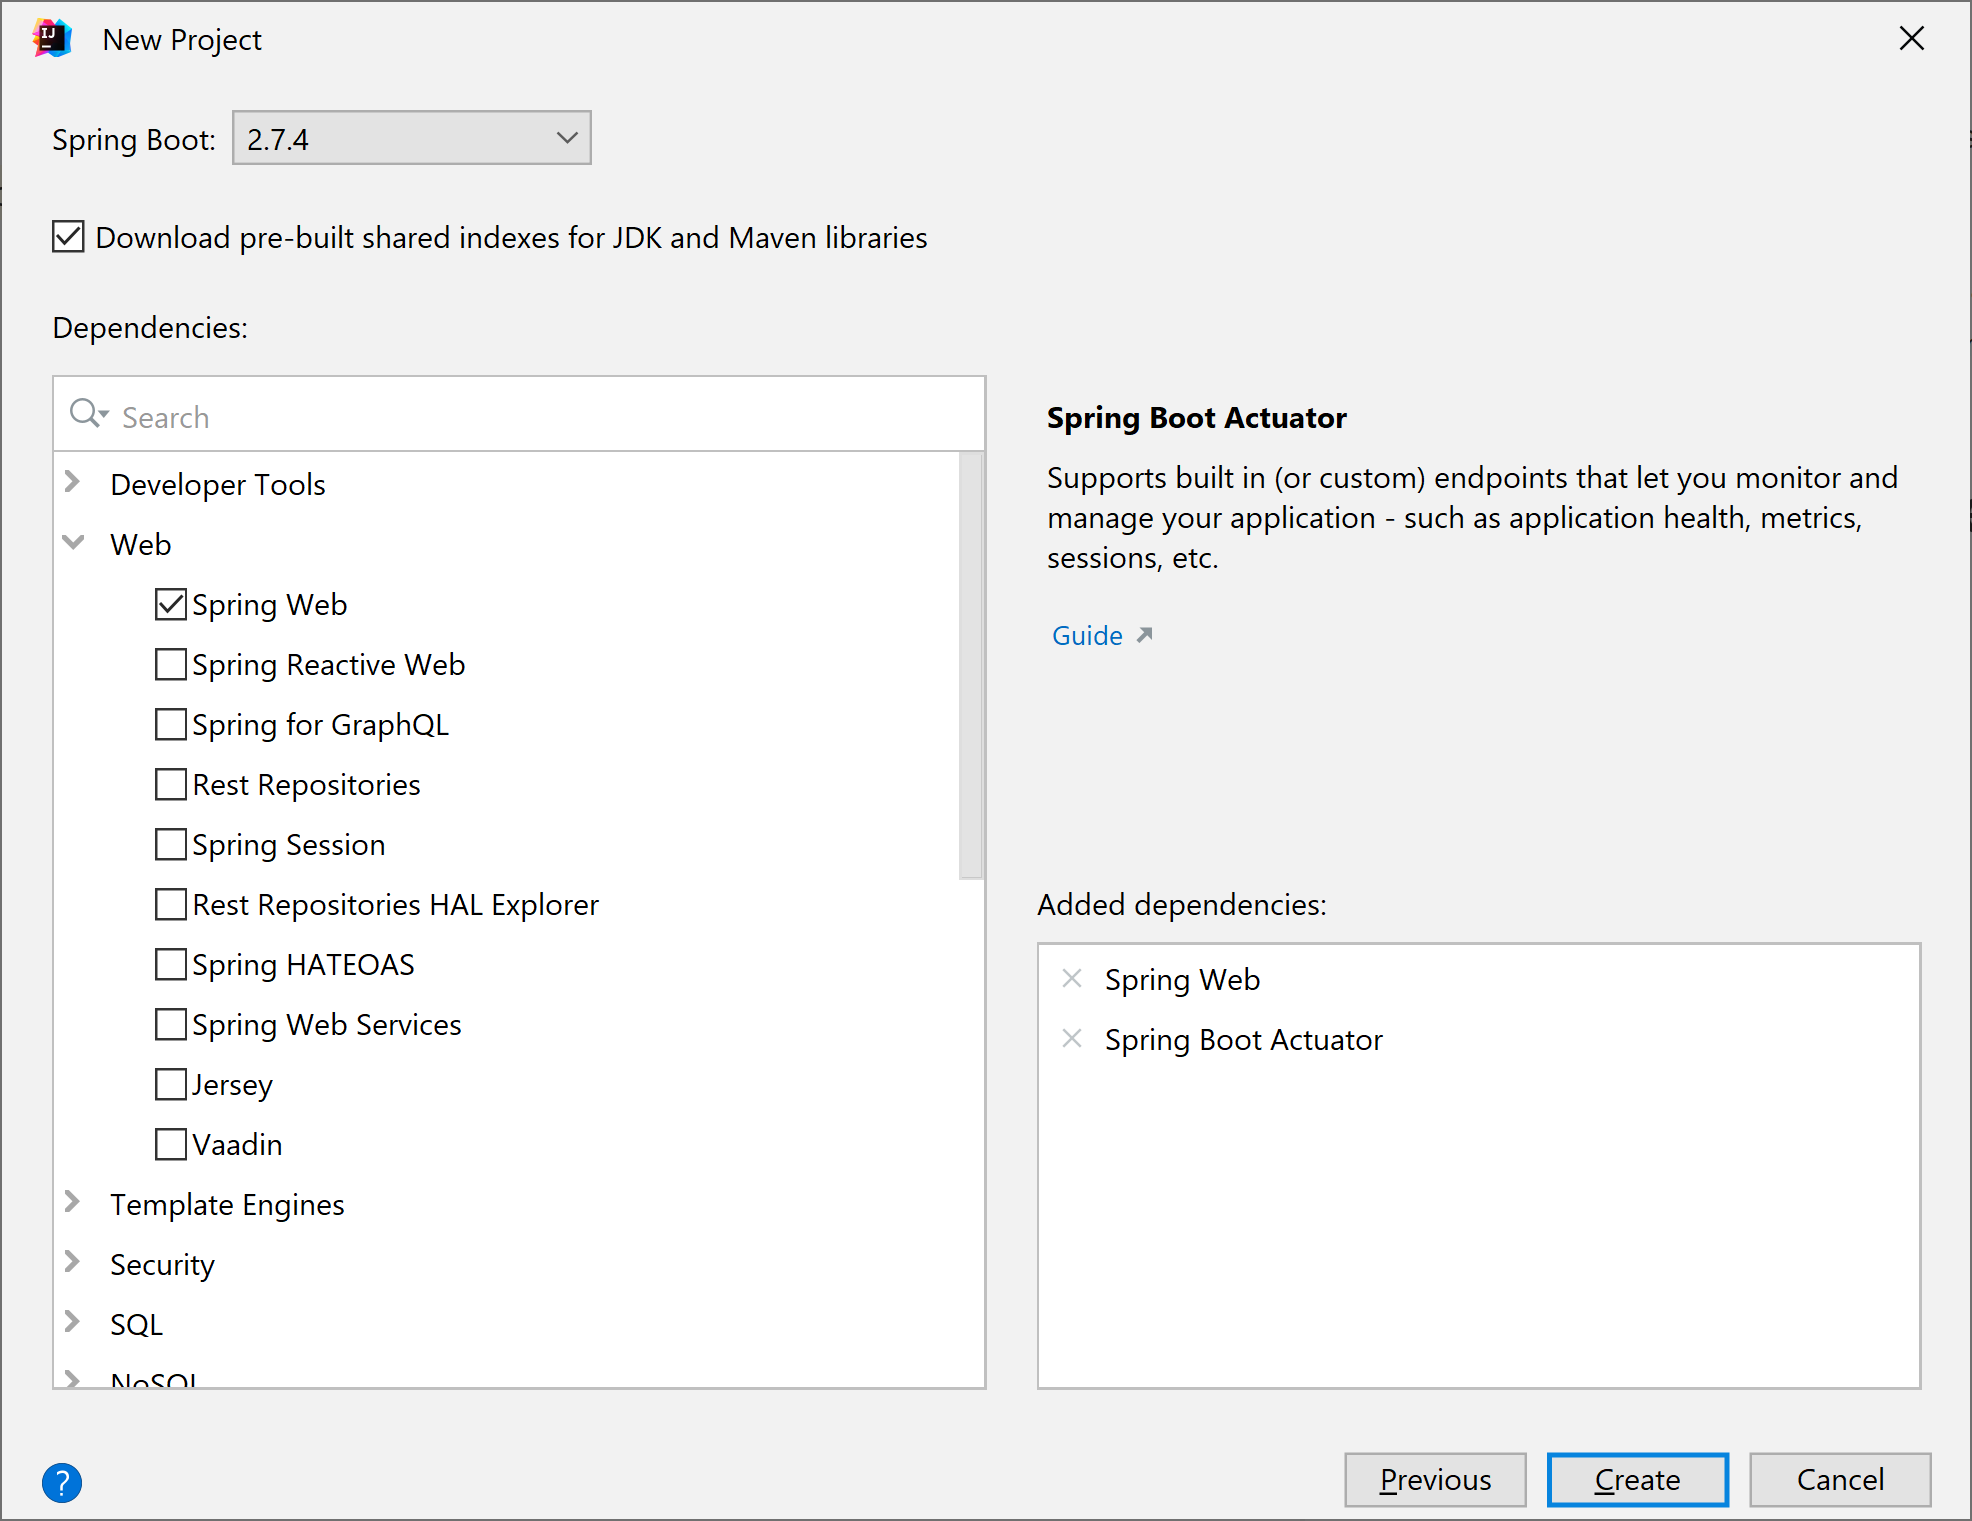 IJ
New Project
Spring Boot:
2.7.4
Download pre-built shared indexes for JDK and Maven libraries
Dependencies:
Search
Developer Tools
Web
Spring Web
Spring Reactive Web
Spring for GraphQL
Rest Repositories
Spring Session
Rest Repositories HAL Explorer
Spring HATEOAS
Spring Web Services
Jersey
Vaadin
Template Engines
Security
SQL
NoSQL
Spring Boot Actuator
Supports built in (or custom) endpoints that let you monitor and
manage your application - such as application health, metrics,
sessions, etc.
Guide
Added dependencies:
Spring Web
Spring Boot Actuator
?
Previous
Create
Cancel